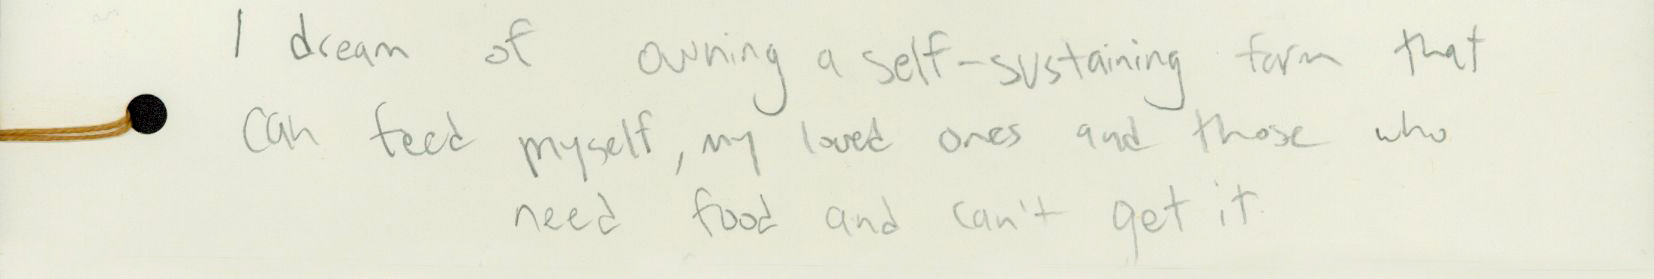 I dream of owning a self-sustaining farm that
can feed myself, my loved ones and those who
need food and can't get it.